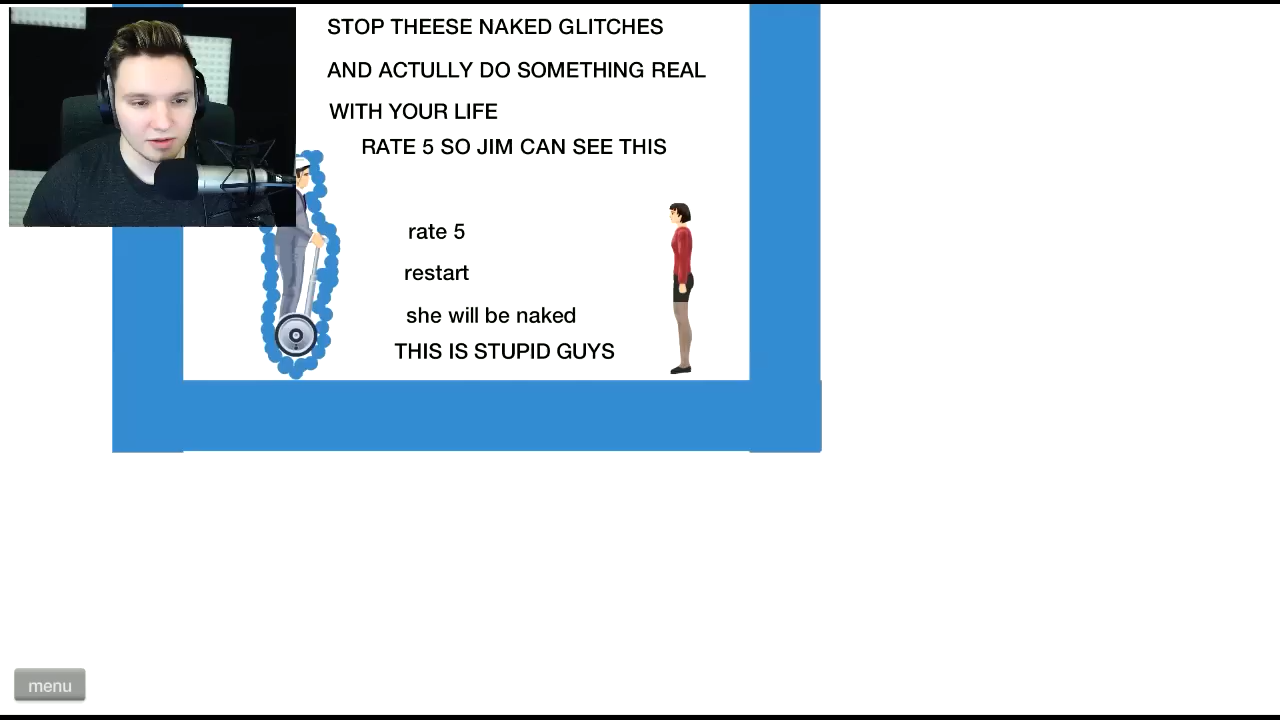 STOP THEESE NAKED GLITCHES
AND ACTULLY DO SOMETHING REAL
WITH YOUR LIFE
RATE 5 SO JIM CAN SEE THIS
rate 5
restart
she will be naked
THIS IS STUPID GUYS
menu